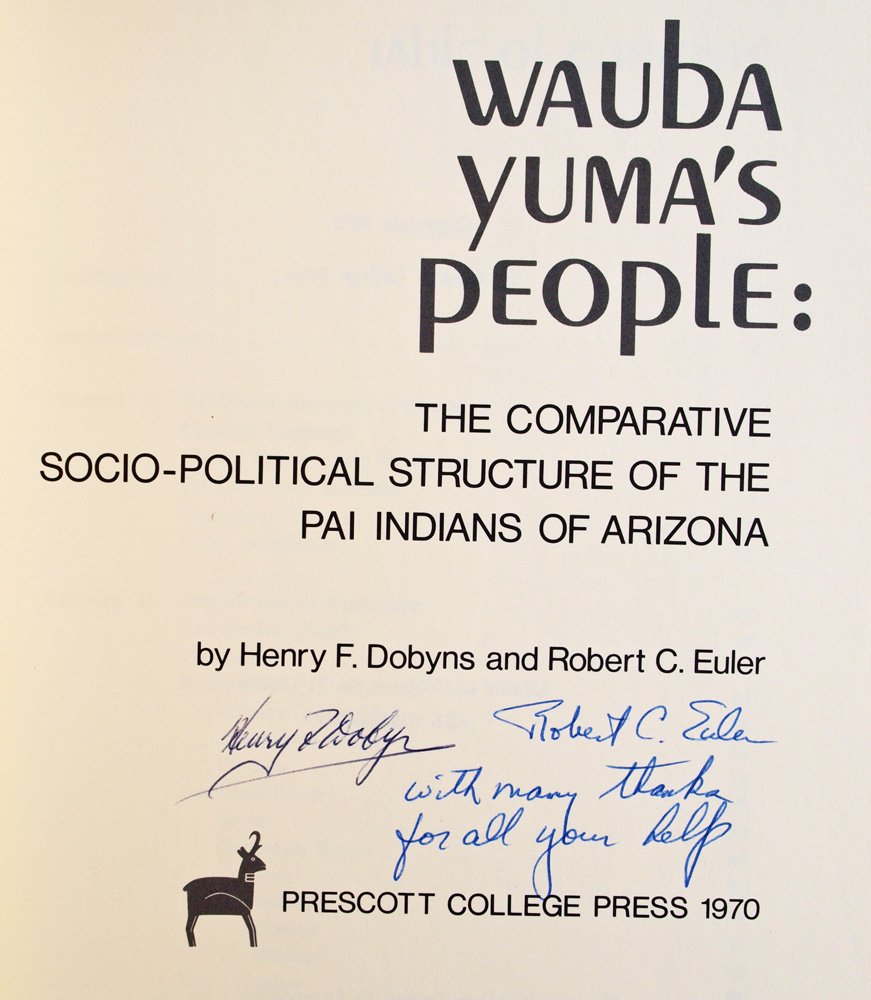 WAUbA
YUMA'S
PEOPlE:
THE COMPARATIVE
SOCIO-POLITICAL STRUCTURE OF THE
PAI INDIANS OF ARIZONA
by Henry F. Dobyns and Robert C. Euler
Henry F Dobyns Robert C. Euler
with many thanks
for all your help
PRESCOTT COLLEGE PRESS 1970